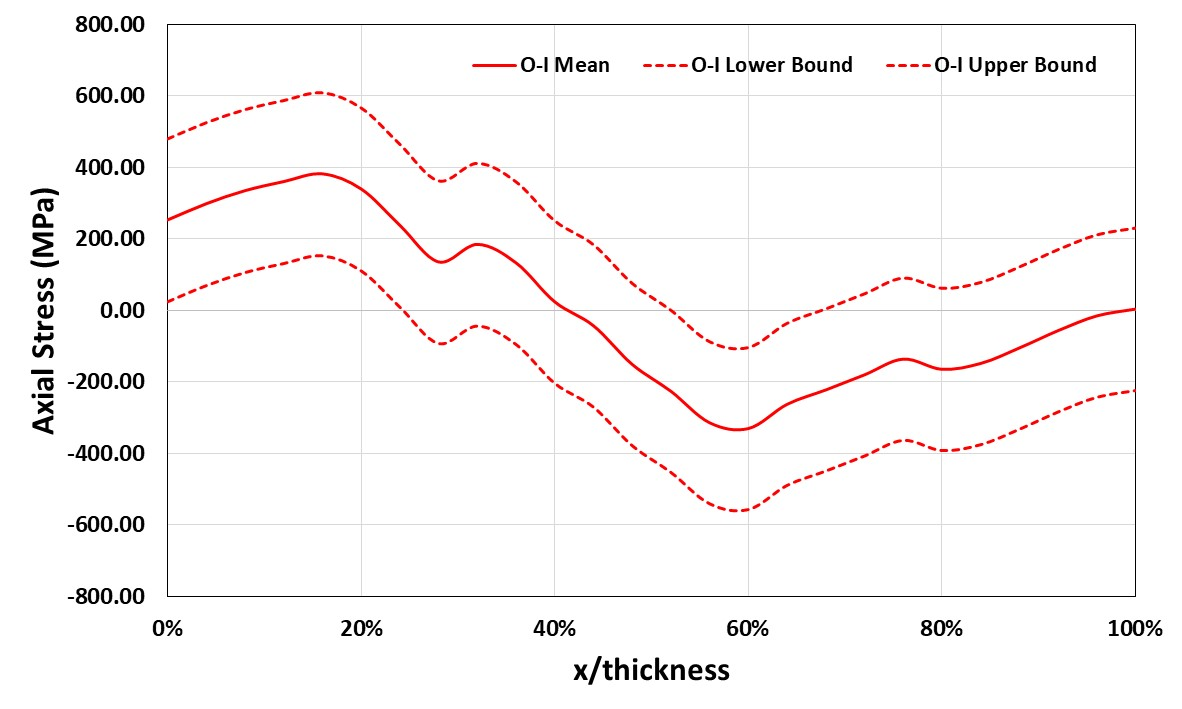 800.00
600.00
400.00
200.00
0.00
-200.00
-400.00
-600.00
-800.00
Axial Stress (MPa)
O-I Mean O-I Lower Bound O-I Upper Bound
0% 20% 40% 60% 80% 100%
x/thickness